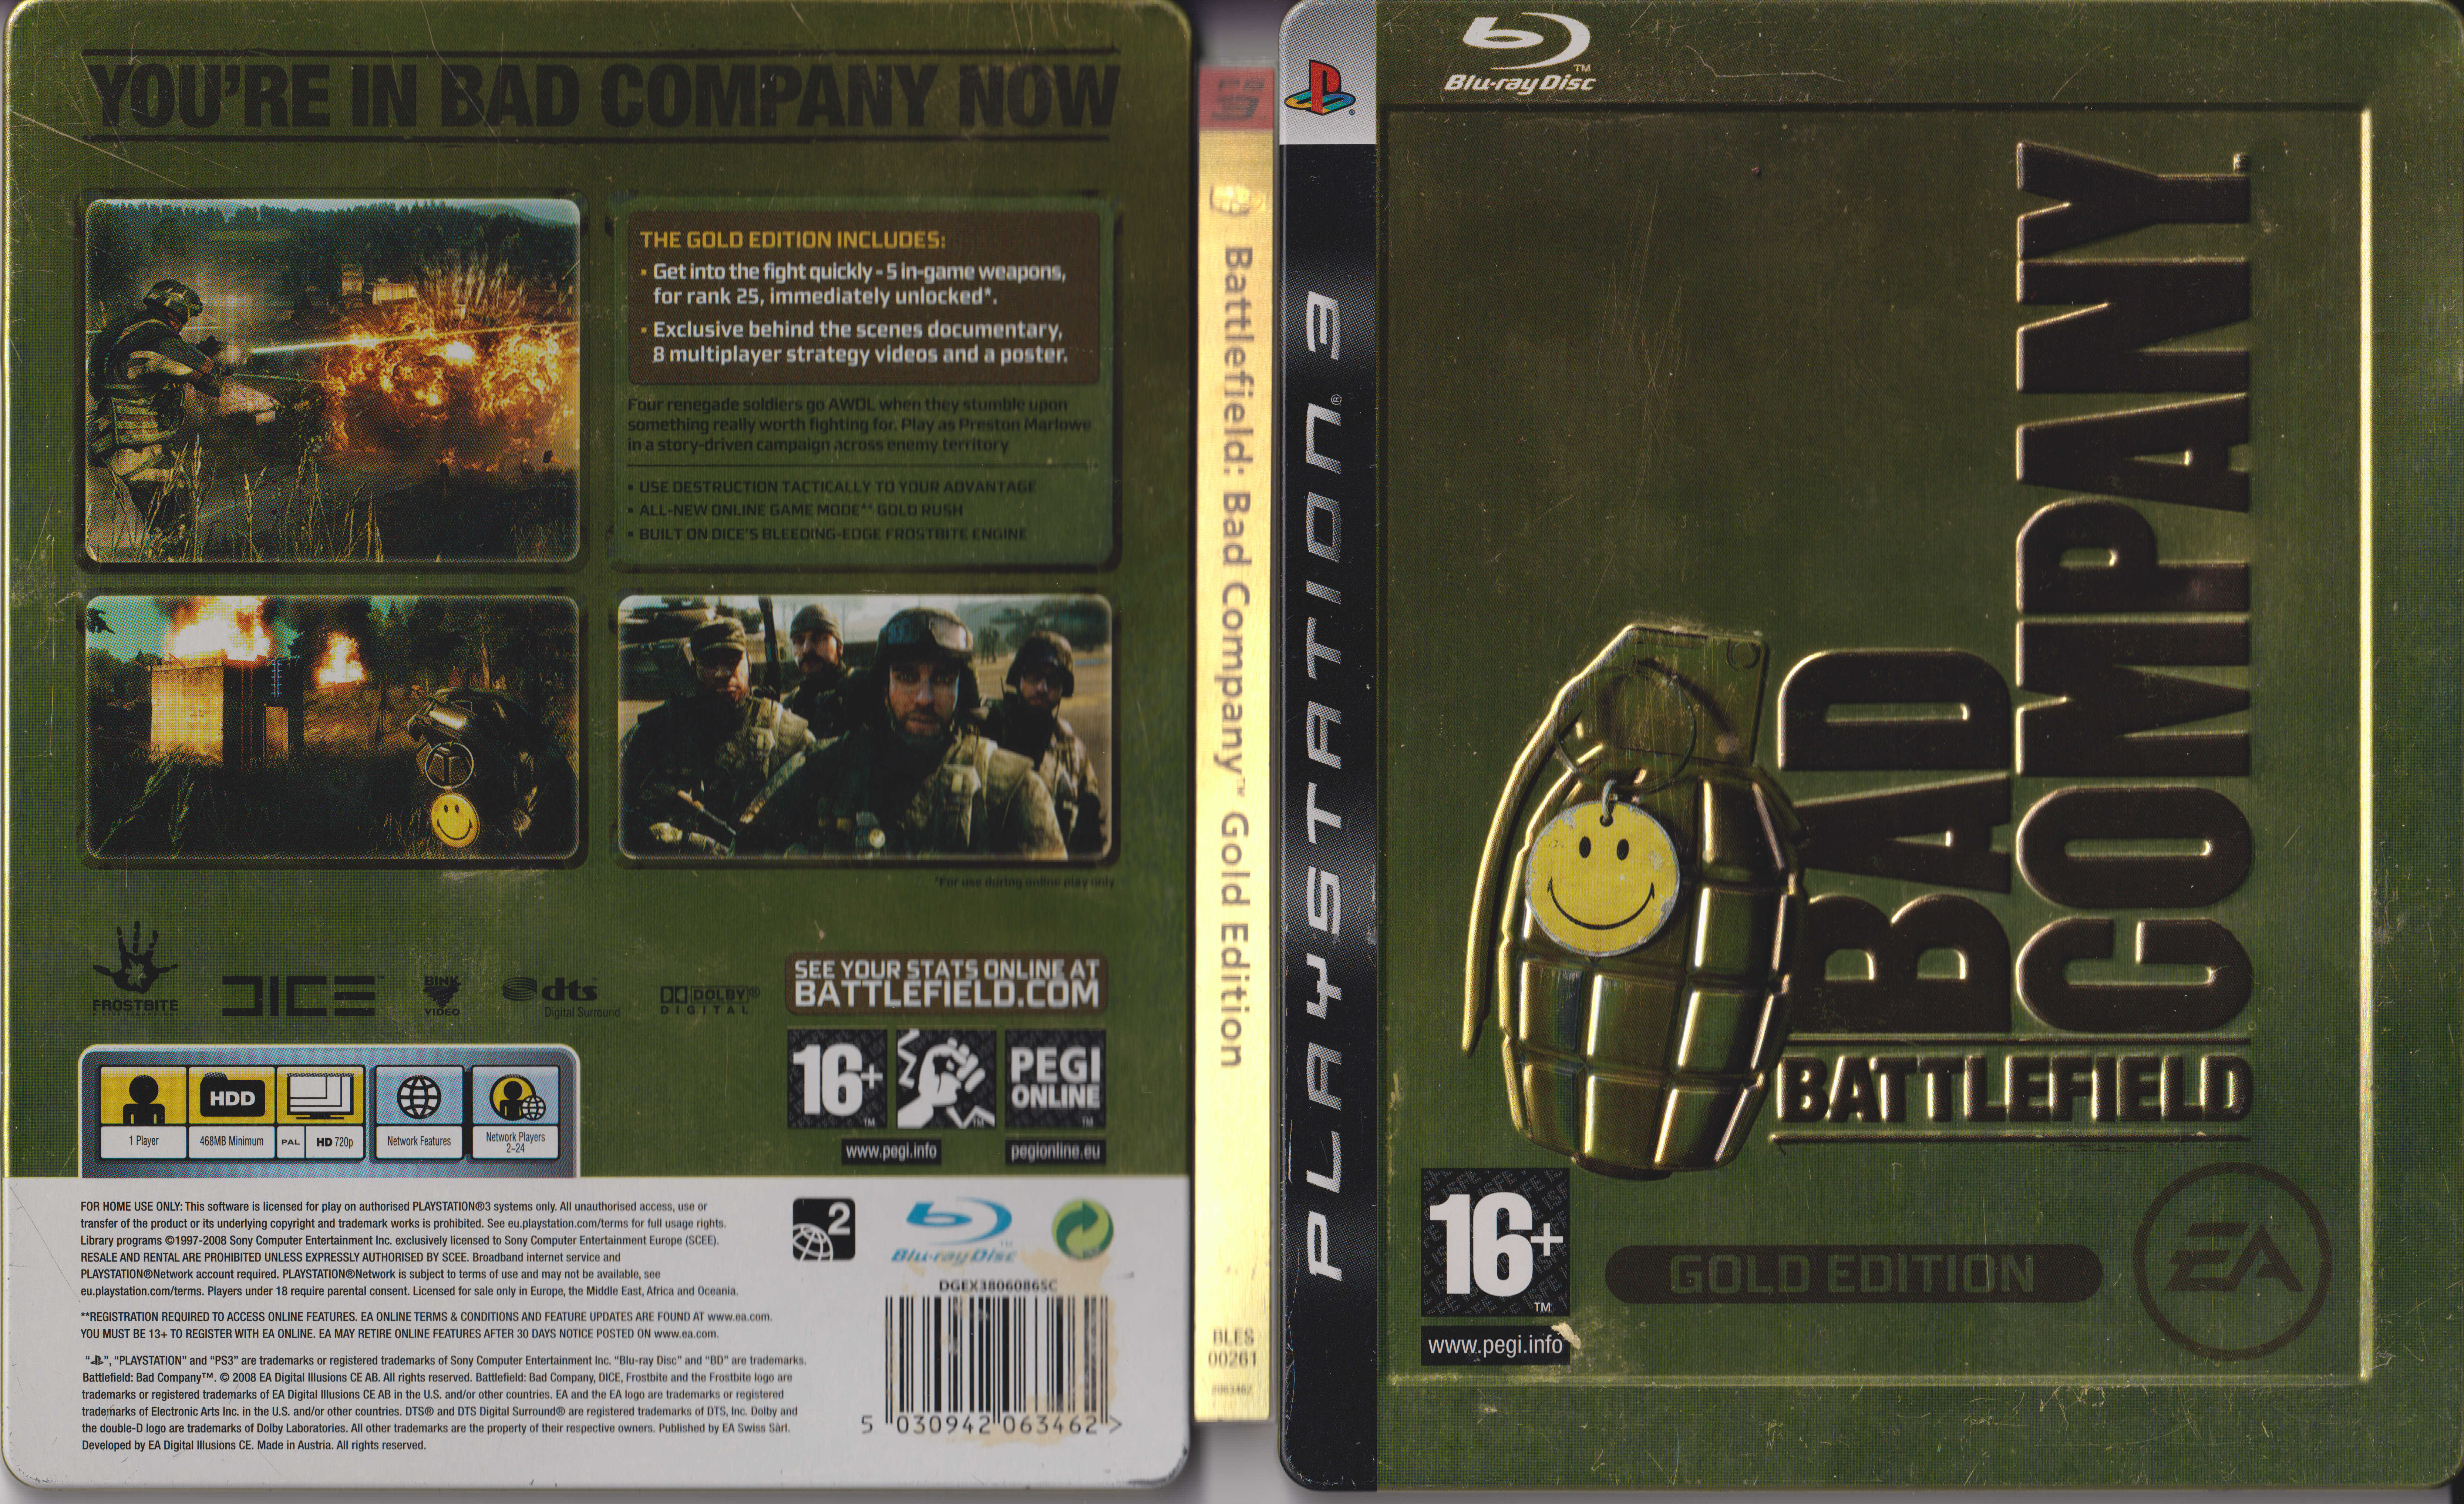 YOU'RE IN BAD COMPANY NOW
THE GOLD EDITION INCLUDES:
• Get into the fight quickly - 5 in-game weapons,
for rank 25, immediately unlocked*.
• Exclusive behind the scenes documentary,
8 multiplayer strategy videos and a poster.
Four renegade soldiers go AWOL when they stumble upon
something really worth fighting for. Play as Preston Marlowe
in a story-driven campaign across enemy territory
• USE DESTRUCTION TACTICALLY TO YOUR ADVANTAGE
• ALL-NEW ONLINE GAME MODE** GOLD RUSH
• BUILT ON DICE'S BLEEDING-EDGE FROSTBITE ENGINE
*For use during online play only
FROSTBITE
DICE™
BINK
VIDEO
dts™
Digital Surround
DOLBY®
DIGITAL
SEE YOUR STATS ONLINE AT
BATTLEFIELD.COM
16+™
PEGI
ONLINE™
www.pegi.info
pegionline.eu
1 Player
HDD
468MB Minimum
PAL
HD 720p
Network Features
Network Players
2-24
FOR HOME USE ONLY: This software is licensed for play on authorised PLAYSTATION®3 systems only. All unauthorised access, use or
transfer of the product or its underlying copyright and trademark works is prohibited. See eu.playstation.com/terms for full usage rights.
Library programs ©1997-2008 Sony Computer Entertainment Inc. exclusively licensed to Sony Computer Entertainment Europe (SCEE).
RESALE AND RENTAL ARE PROHIBITED UNLESS EXPRESSLY AUTHORISED BY SCEE. Broadband internet service and
PLAYSTATION®Network account required. PLAYSTATION®Network is subject to terms of use and may not be available, see
eu.playstation.com/terms. Players under 18 require parental consent. Licensed for sale only in Europe, the Middle East, Africa and Oceania.
**REGISTRATION REQUIRED TO ACCESS ONLINE FEATURES. EA ONLINE TERMS & CONDITIONS AND FEATURE UPDATES ARE FOUND AT www.ea.com.
YOU MUST BE 13+ TO REGISTER WITH EA ONLINE. EA MAY RETIRE ONLINE FEATURES AFTER 30 DAYS NOTICE POSTED ON www.ea.com.
"", "PLAYSTATION" and "PS3" are trademarks or registered trademarks of Sony Computer Entertainment Inc. "Blu-ray Disc" and "BD" are trademarks.
Battlefield: Bad Company™. © 2008 EA Digital Illusions CE AB. All rights reserved. Battlefield: Bad Company, DICE, Frostbite and the Frostbite logo are
trademarks or registered trademarks of EA Digital Illusions CE AB in the U.S. and/or other countries. EA and the EA logo are trademarks or registered
trademarks of Electronic Arts Inc. in the U.S. and/or other countries. DTS® and DTS Digital Surround® are registered trademarks of DTS, Inc. Dolby and
the double-D logo are trademarks of Dolby Laboratories. All other trademarks are the property of their respective owners. Published by EA Swiss Sàrl.
Developed by EA Digital Illusions CE. Made in Austria. All rights reserved.
2
Blu-ray Disc™
DGEX3806086SC
5 030942 063462 >
Battlefield: Bad Company™ Gold Edition
BLES
00261
PLAYSTATION®3
Blu-ray Disc™
BAD
COMPANY™
BATTLEFIELD
16+™
www.pegi.info
GOLD EDITION
EA